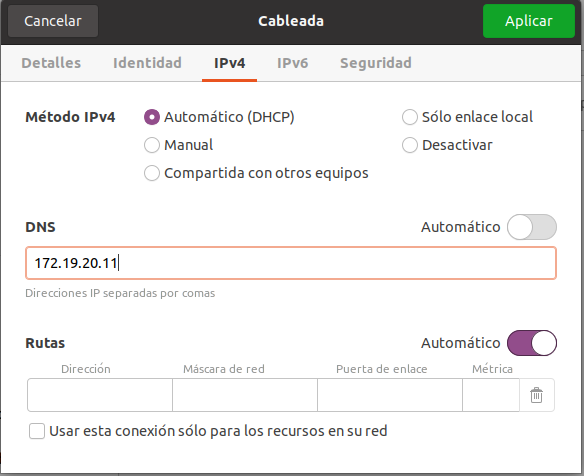 Cancelar Cableada Aplicar
Detalles Identidad IPv4 IPv6 Seguridad
Método IPv4 Automático (DHCP) Sólo enlace local
Manual Desactivar
Compartida con otros equipos
DNS Automático
172.19.20.11
Direcciones IP separadas por comas
Rutas Automático
Dirección Máscara de red Puerta de enlace Métrica
Usar esta conexión sólo para los recursos en su red